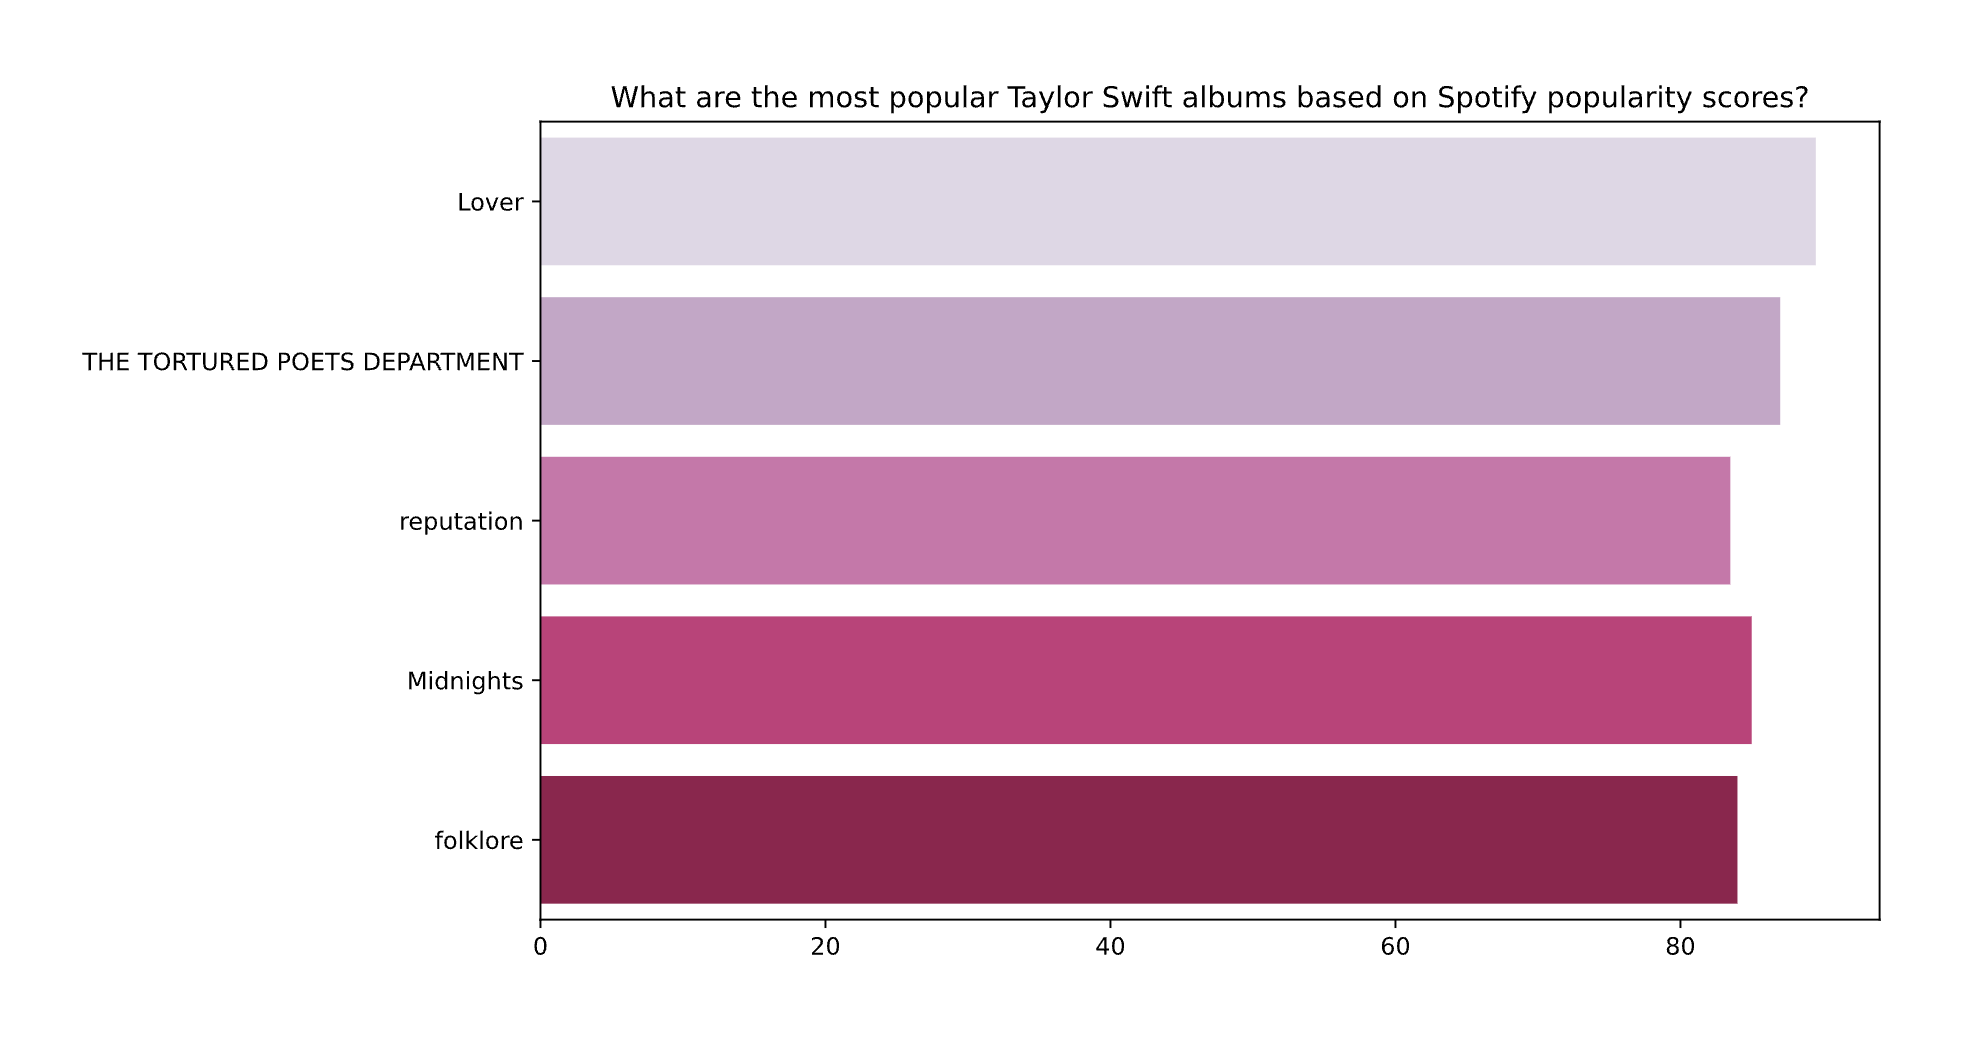 What are the most popular Taylor Swift albums based on Spotify popularity scores?
Lover
THE TORTURED POETS DEPARTMENT
reputation
Midnights
folklore
0 20 40 60 80